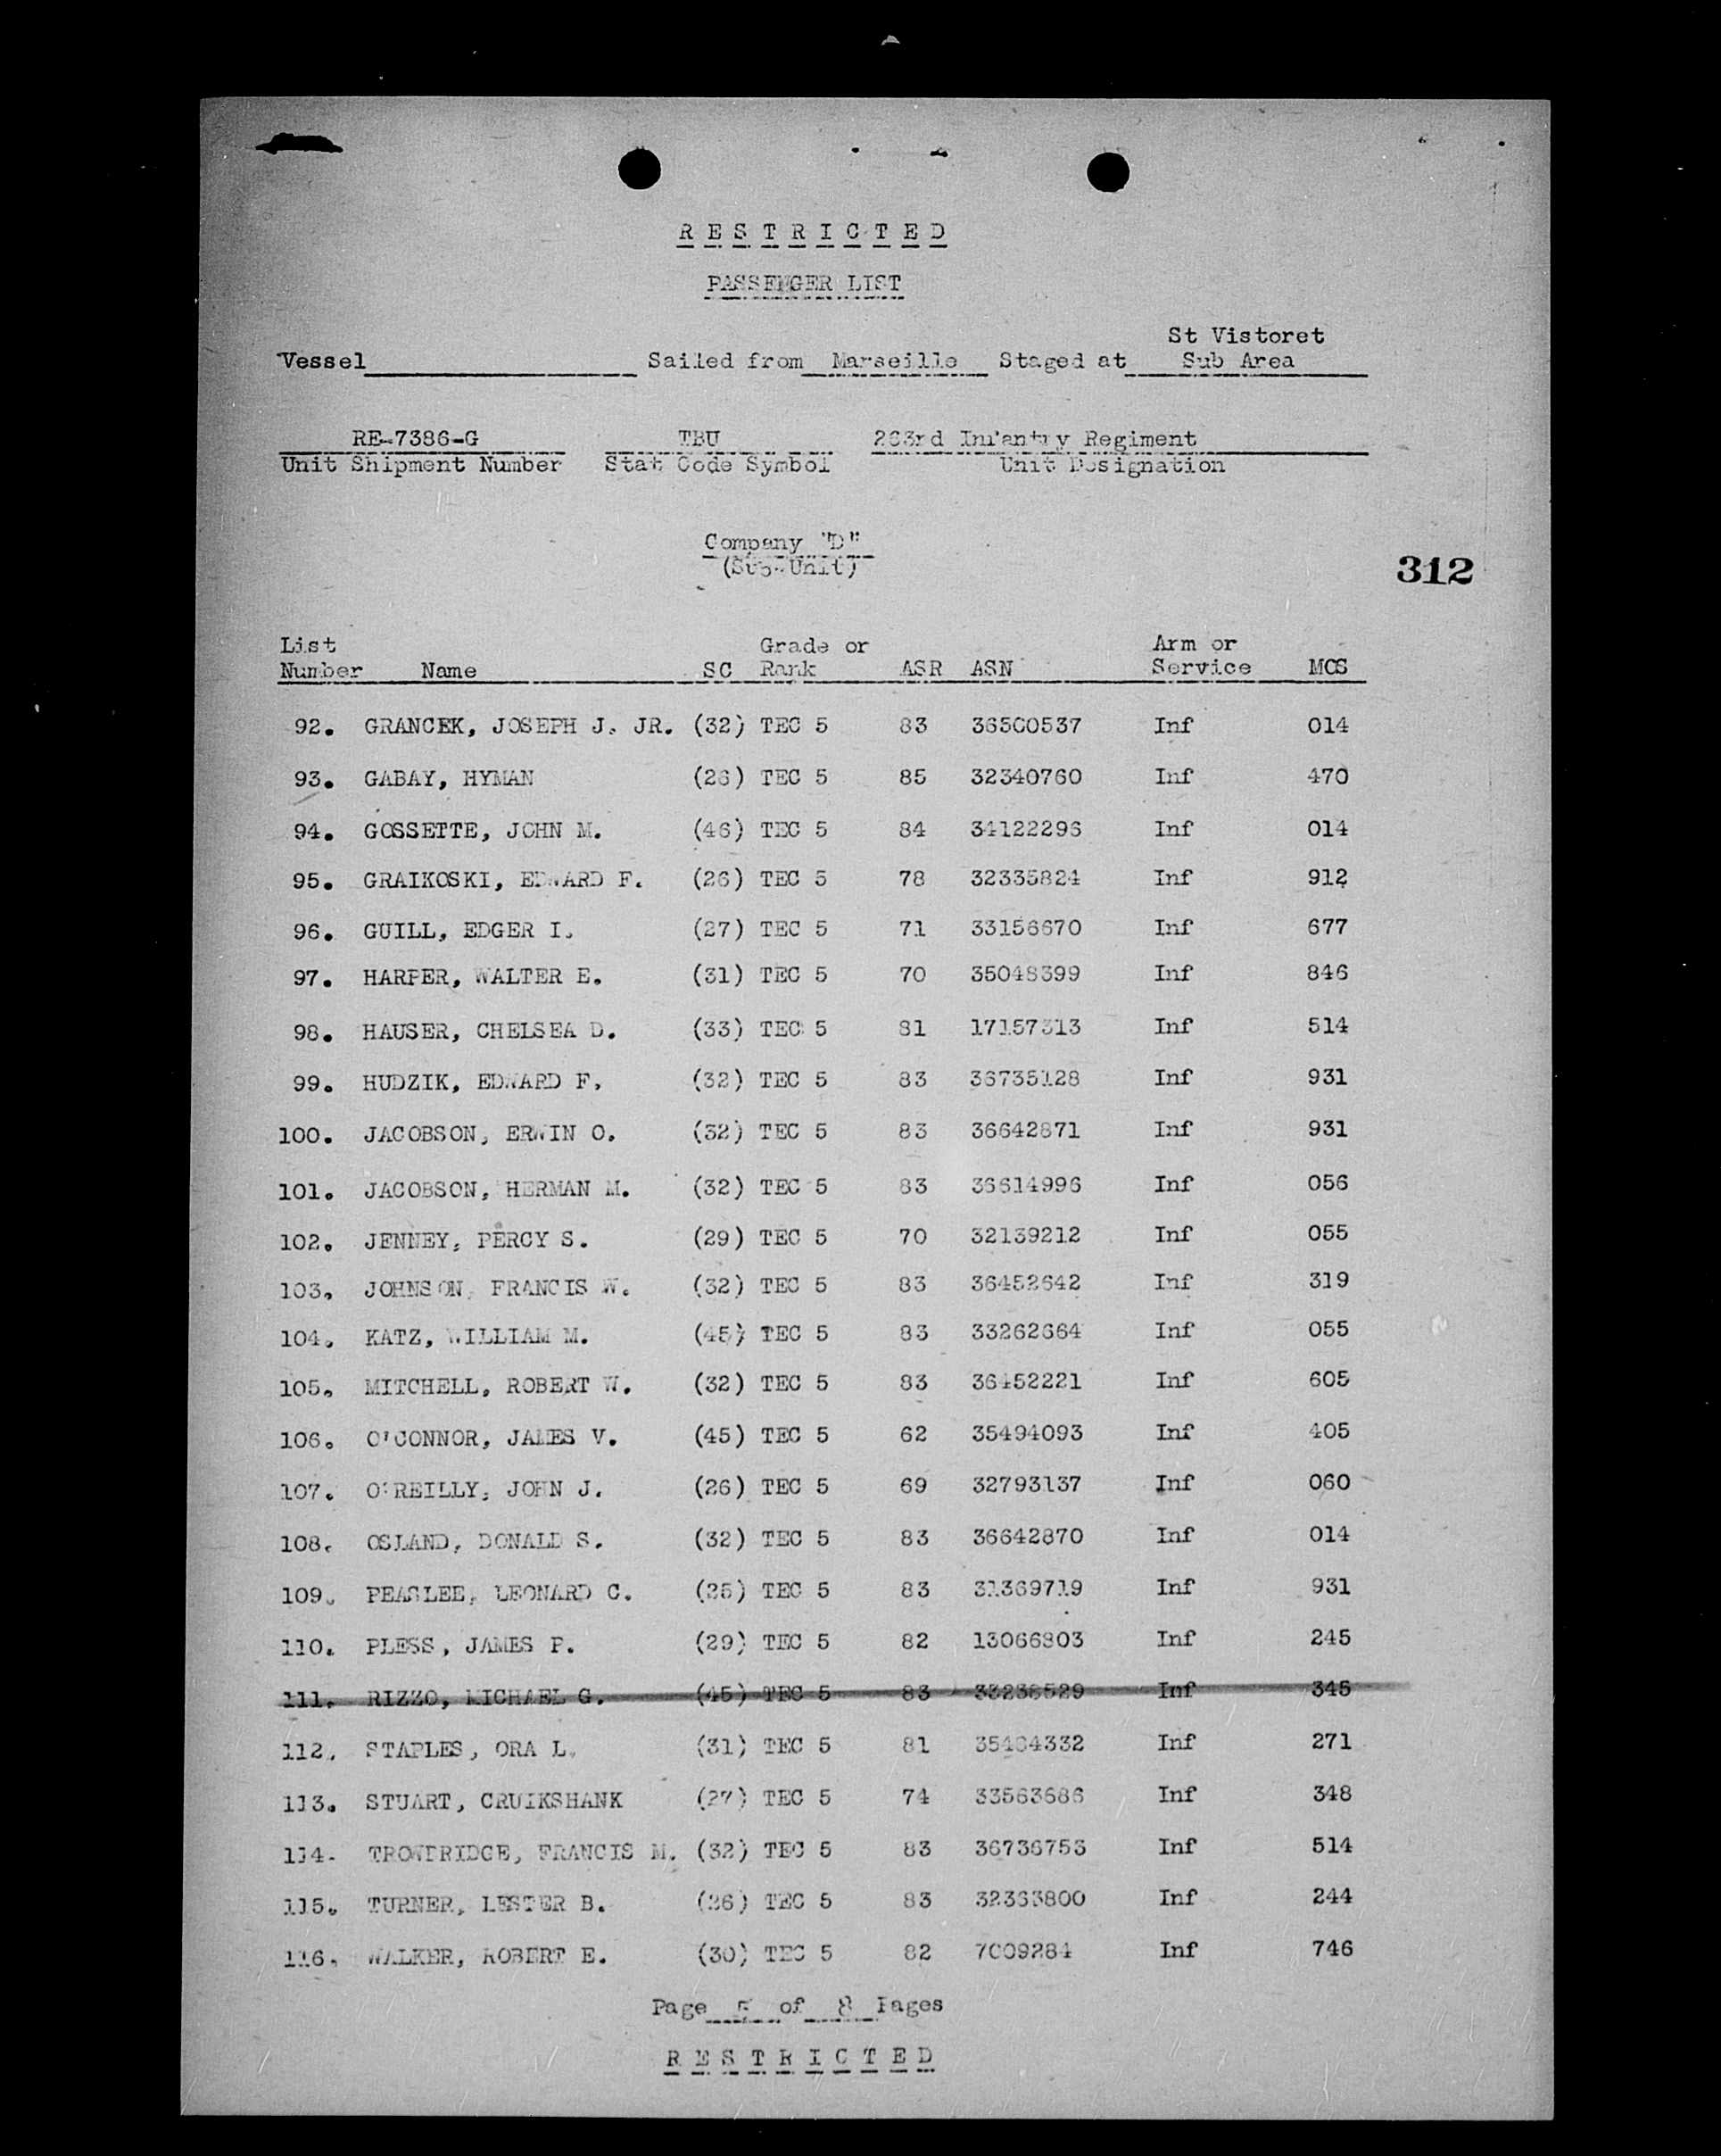 RESTRICTED
PASSENGER LIST
St Vistoret
Vessel Sailed from Marseille Staged at Sub Area
RE-7386-G TBU 263rd Infantry Regiment
Unit Shipment Number Stat Code Symbol Unit Designation
Company "D"
(Sub-Unit)
312
List Grade or Arm or
Number Name SC Rank ASR ASN Service MOS
92. GRANCEK, JOSEPH J. JR. (32) TEC 5 83 36500537 Inf 014
93. GABAY, HYMAN (26) TEC 5 85 32340760 Inf 470
94. GOSSETTE, JOHN M. (46) TEC 5 84 34122296 Inf 014
95. GRAIKOSKI, EDWARD F. (26) TEC 5 78 32335824 Inf 912
96. GUILL, EDGER I. (27) TEC 5 71 33156670 Inf 677
97. HARPER, WALTER E. (31) TEC 5 70 35048399 Inf 846
98. HAUSER, CHELSEA D. (33) TEC 5 81 17157313 Inf 514
99. HUDZIK, EDWARD F. (32) TEC 5 83 36735128 Inf 931
100. JACOBSON, ERWIN O. (32) TEC 5 83 36642871 Inf 931
101. JACOBSON, HERMAN M. (32) TEC 5 83 36614996 Inf 056
102. JENNEY, PERCY S. (29) TEC 5 70 32139212 Inf 055
103. JOHNSON, FRANCIS W. (32) TEC 5 83 36452642 Inf 319
104. KATZ, WILLIAM M. (45) TEC 5 83 33262664 Inf 055
105. MITCHELL, ROBERT W. (32) TEC 5 83 36452221 Inf 605
106. O'CONNOR, JAMES V. (45) TEC 5 62 35494093 Inf 405
107. O'REILLY, JOHN J. (26) TEC 5 69 32793137 Inf 060
108. OSLAND, DONALD S. (32) TEC 5 83 36642870 Inf 014
109. PEASLEE, LEONARD C. (25) TEC 5 83 31369719 Inf 931
110. PLESS, JAMES P. (29) TEC 5 82 13066803 Inf 245
111. RIZZO, MICHAEL G. (45) TEC 5 83 33236529 Inf 345
112. STAPLES, ORA L. (31) TEC 5 81 Inf 271
113. STUART, CRUIKSHANK (27) TEC 5 74 33563686 Inf 348
114. TROWBRIDGE, FRANCIS M. (32) TEC 5 83 36736753 Inf 514
115. TURNER, LESTER B. (26) TEC 5 83 32363800 Inf 244
116. WALKER, ROBERT E. (30) TEC 5 82 7009284 Inf 746
Page 5 of 8 Pages
RESTRICTED